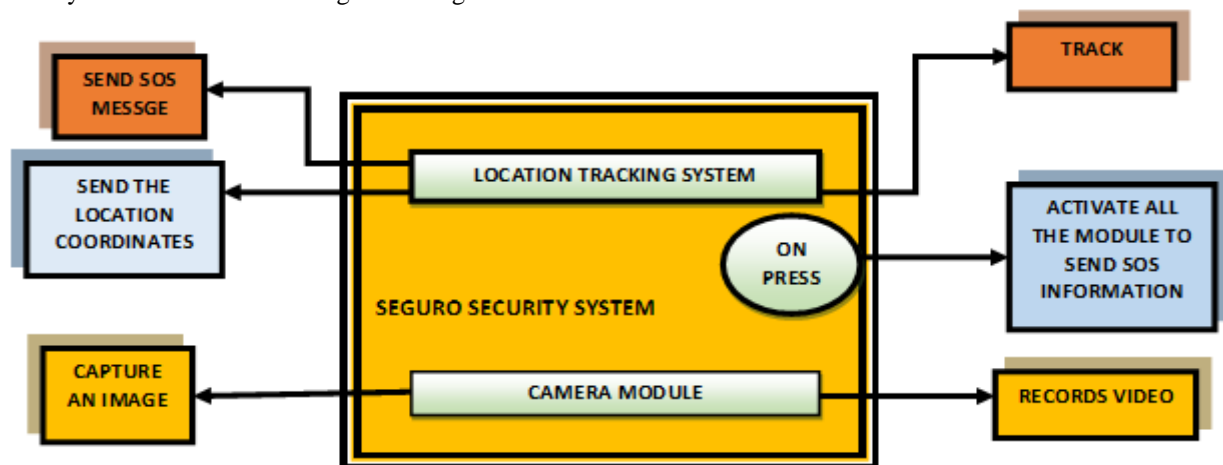 SEND SOS
MESSGE
TRACK
SEND THE
LOCATION
COORDINATES
LOCATION TRACKING SYSTEM
ON
PRESS
ACTIVATE ALL
THE MODULE TO
SEND SOS
INFORMATION
SEGURO SECURITY SYSTEM
CAPTURE
AN IMAGE
CAMERA MODULE
RECORDS VIDEO